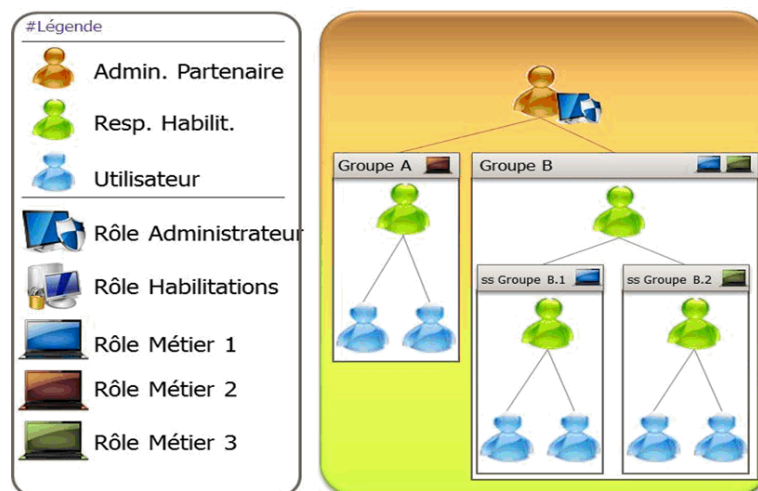 #Légende
Admin. Partenaire
Resp. Habilit.
Utilisateur
Rôle Administrateur
Rôle Habilitations
Rôle Métier 1
Rôle Métier 2
Rôle Métier 3
Groupe A
Groupe B
ss Groupe B.1
ss Groupe B.2